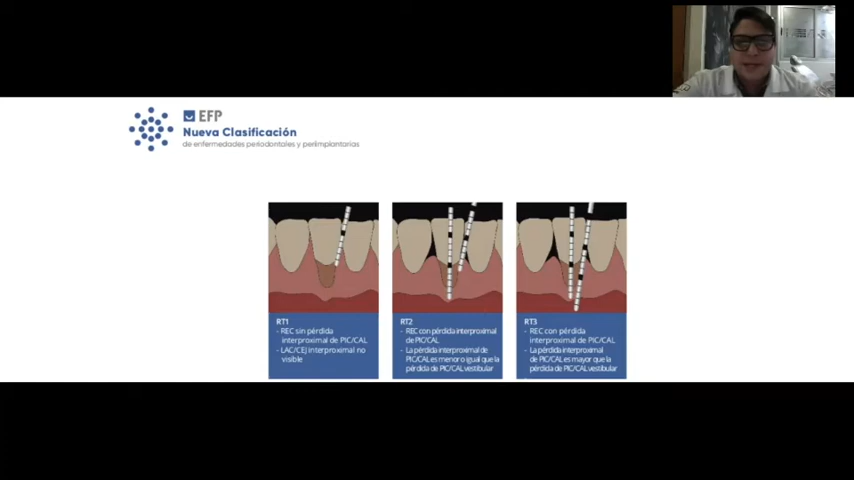 EFP
Nueva Clasificación
de enfermedades periodontales y periimplantarias
RT1
- REC sin pérdida
interproximal de PIC/CAL
- LAC/CEJ interproximal no
visible
RT2
- REC con pérdida interproximal
de PIC/CAL
- La pérdida interproximal de
PIC/CAL es menor o igual que la
pérdida de PIC/CAL vestibular
RT3
- REC con pérdida
interproximal de PIC/CAL
- La pérdida interproximal
de PIC/CAL es mayor que la
pérdida de PIC/CAL vestibular